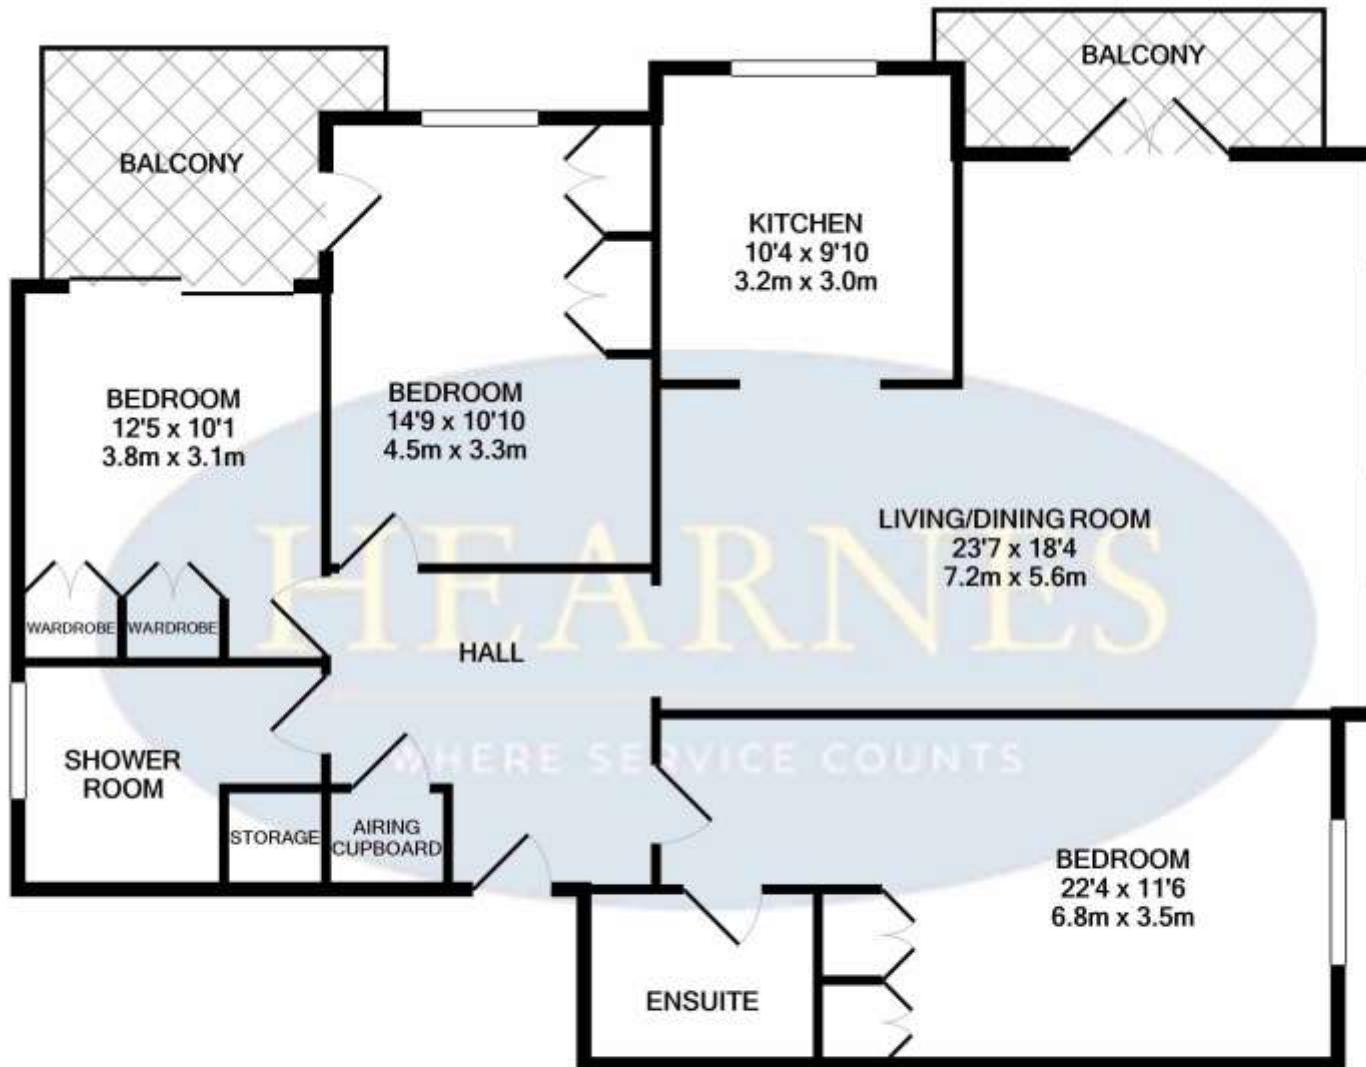 BALCONY
BALCONY
KITCHEN
10'4 x 9'10
3.2m x 3.0m
BEDROOM
12'5 x 10'1
3.8m x 3.1m
BEDROOM
14'9 x 10'10
4.5m x 3.3m
LIVING/DINING ROOM
23'7 x 18'4
7.2m x 5.6m
HEARNES
WARDROBE
WARDROBE
HALL
WHERE SERVICE COUNTS
SHOWER
ROOM
STORAGE
AIRING
CUPBOARD
BEDROOM
22'4 x 11'6
6.8m x 3.5m
ENSUITE